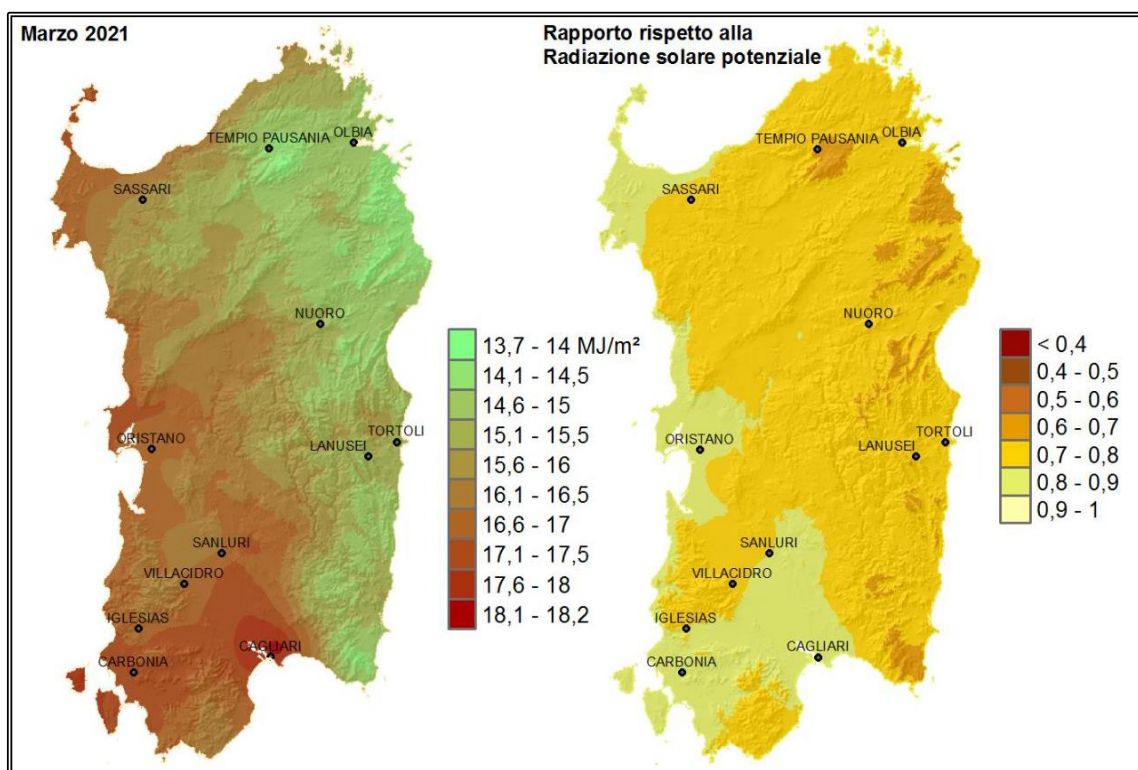 Marzo 2021
TEMPIO PAUSANIA
OLBIA
SASSARI
NUORO
ORISTANO
TORTOLI
LANUSEI
SANLURI
VILLACIDRO
IGLESIAS
CAGLIARI
CARBONIA
13,7 - 14 MJ/m²
14,1 - 14,5
14,6 - 15
15,1 - 15,5
15,6 - 16
16,1 - 16,5
16,6 - 17
17,1 - 17,5
17,6 - 18
18,1 - 18,2
Rapporto rispetto alla
Radiazione solare potenziale
TEMPIO PAUSANIA
OLBIA
SASSARI
NUORO
ORISTANO
TORTOLI
LANUSEI
SANLURI
VILLACIDRO
IGLESIAS
CAGLIARI
CARBONIA
< 0,4
0,4 - 0,5
0,5 - 0,6
0,6 - 0,7
0,7 - 0,8
0,8 - 0,9
0,9 - 1